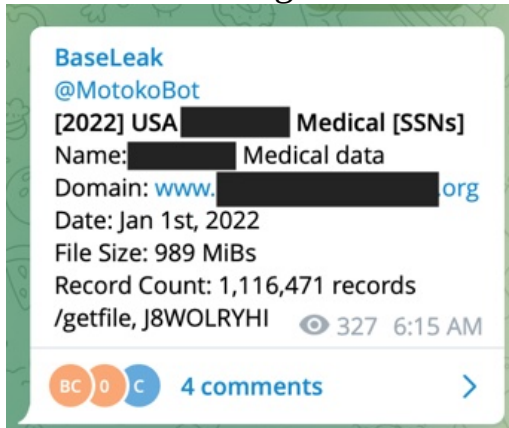 BaseLeak
@MotokoBot
[2022] USA Medical [SSNs]
Name: Medical data
Domain: www. .org
Date: Jan 1st, 2022
File Size: 989 MiBs
Record Count: 1,116,471 records
/getfile, J8WOLRYHI 327 6:15 AM
BC 0 C 4 comments